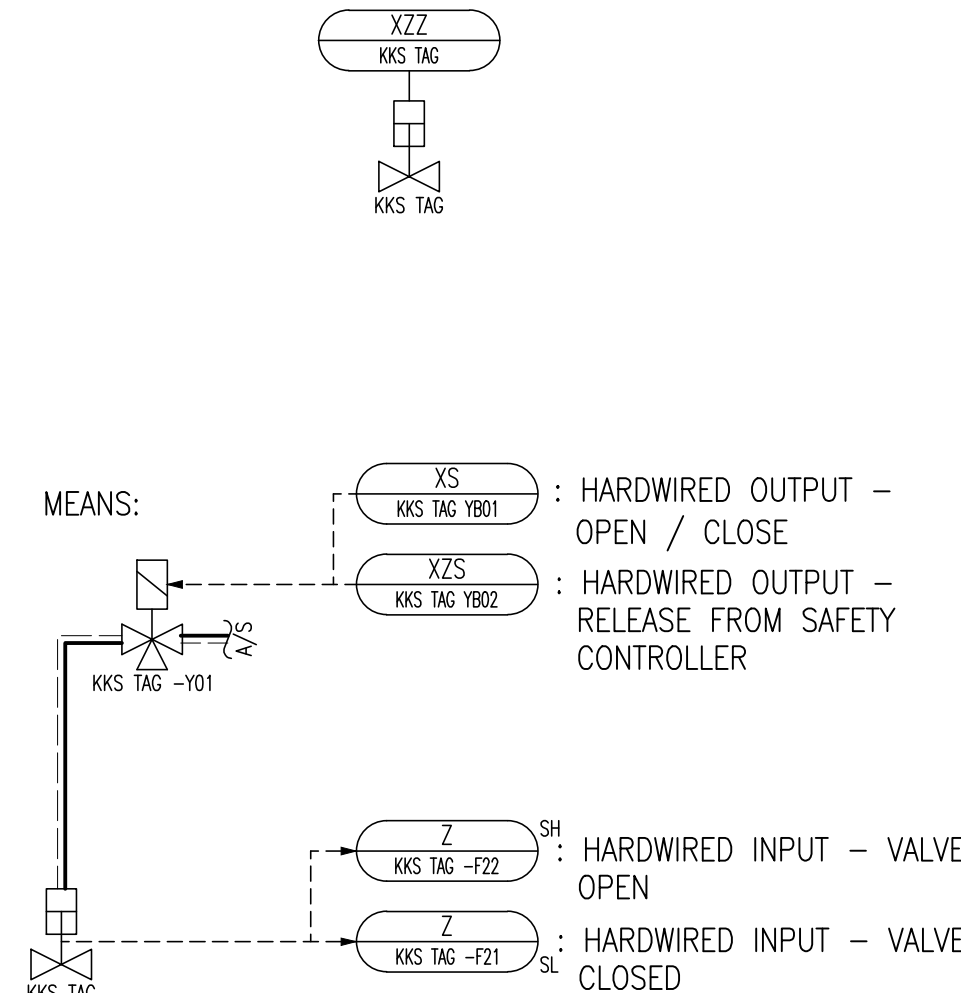 XZZ
KKS TAG
KKS TAG
MEANS:
XS
KKS TAG YB01
: HARDWIRED OUTPUT –
OPEN / CLOSE
XZS
KKS TAG YB02
: HARDWIRED OUTPUT –
RELEASE FROM SAFETY
CONTROLLER
A/S
KKS TAG –Y01
Z
KKS TAG –F22
SH
: HARDWIRED INPUT – VALVE
OPEN
Z
KKS TAG –F21
SL
: HARDWIRED INPUT – VALVE
CLOSED
KKS TAG